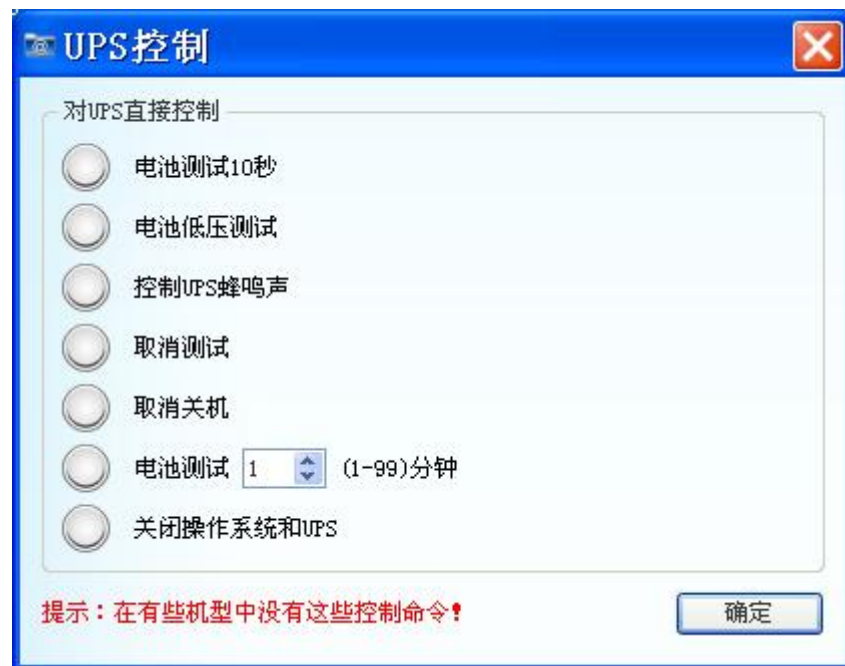 UPS控制
对UPS直接控制
电池测试10秒
电池低压测试
控制UPS蜂鸣声
取消测试
取消关机
电池测试 1 (1-99)分钟
关闭操作系统和UPS
提示：在有些机型中没有这些控制命令！ 确定